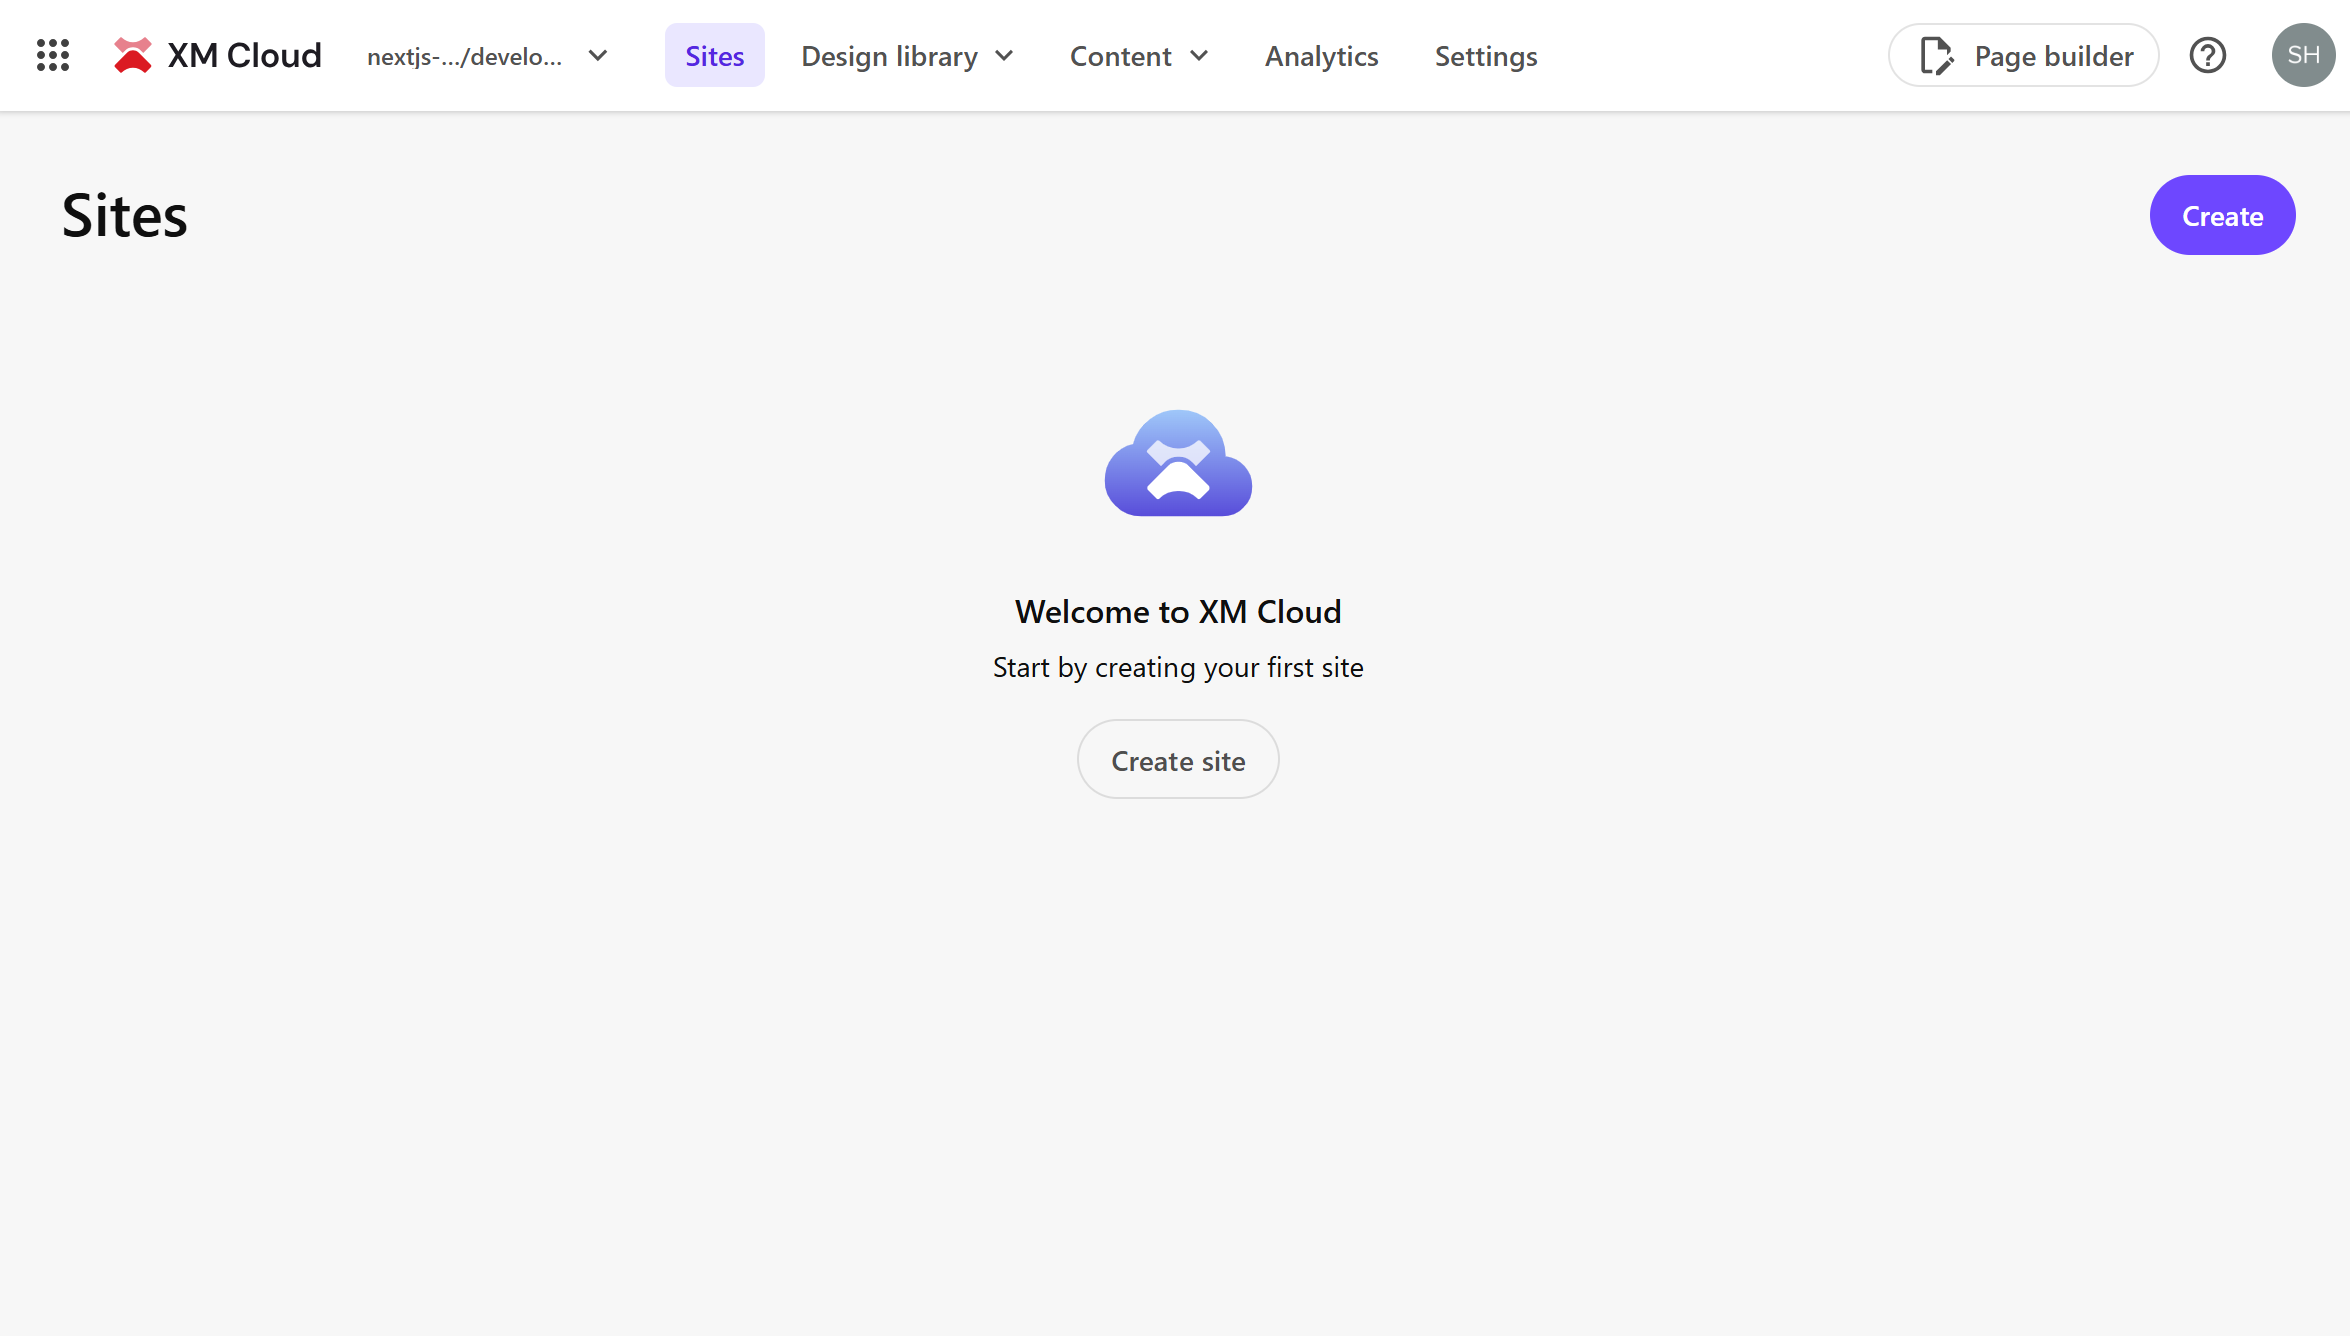 XM Cloud
nextjs-.../develo...
Sites
Design library
Content
Analytics
Settings
Page builder
SH
Sites
Create
Welcome to XM Cloud
Start by creating your first site
Create site